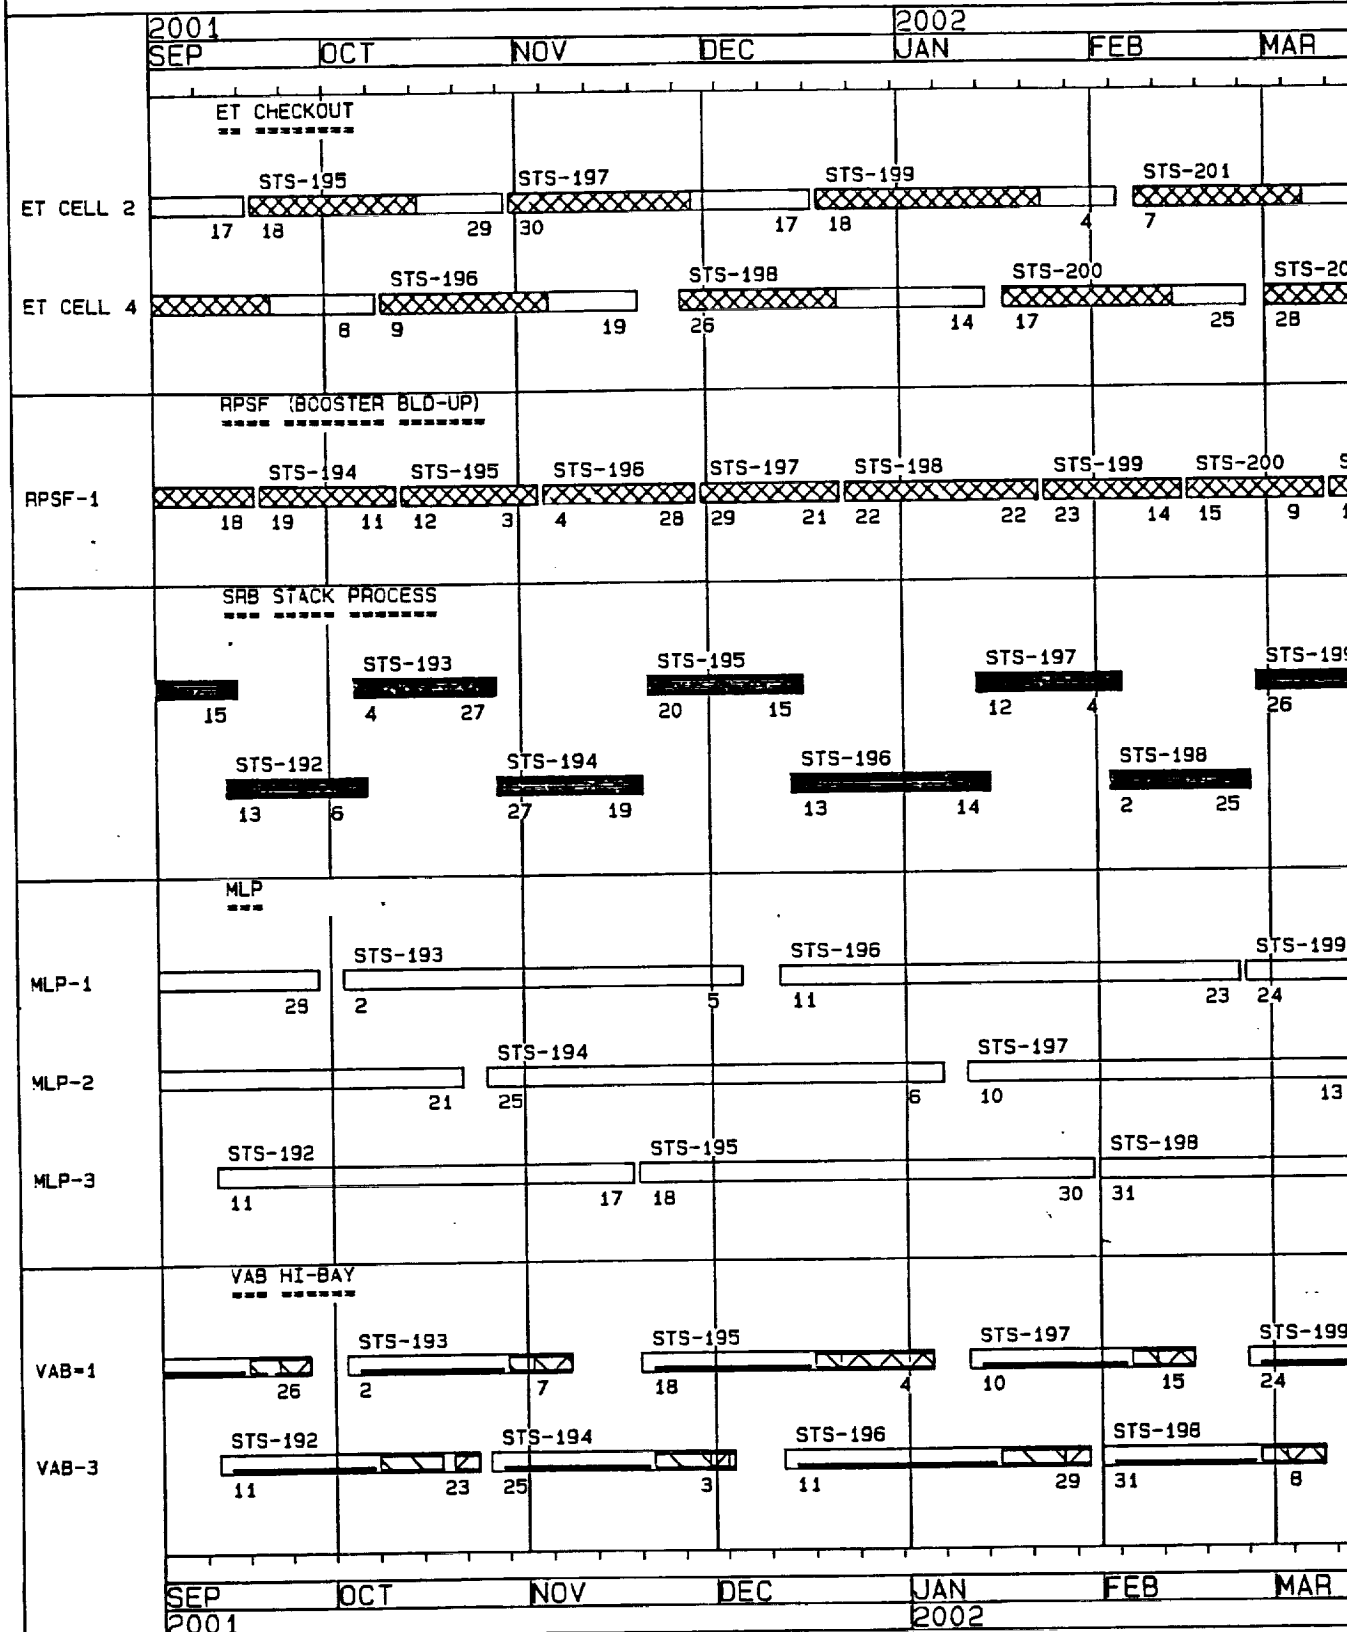 2001 2002
SEP OCT NOV DEC JAN FEB MAR
ET CHECKOUT
STS-195 STS-197 STS-199 STS-201
ET CELL 2
17 18 29 30 17 18 4 7
STS-196 STS-198 STS-200 STS-20
ET CELL 4
8 9 19 26 14 17 25 28
RPSF (BOOSTER BLD-UP)
STS-194 STS-195 STS-196 STS-197 STS-198 STS-199 STS-200 S
RPSF-1
18 19 11 12 3 4 28 29 21 22 22 23 14 15 9 1
SRB STACK PROCESS
STS-193 STS-195 STS-197 STS-199
15 4 27 20 15 12 4 26
STS-192 STS-194 STS-196 STS-198
13 6 27 19 13 14 2 25
MLP
STS-193 STS-196 STS-199
MLP-1
2 5 11 23 24
STS-194 STS-197
MLP-2
21 25 6 10 13
STS-192 STS-195 STS-198
MLP-3
11 17 18 30 31
VAB HI-BAY
STS-193 STS-195 STS-197 STS-199
VAB=1
26 2 7 18 4 10 15 24
STS-192 STS-194 STS-196 STS-198
VAB-3
11 23 25 3 11 29 31 8
SEP OCT NOV DEC JAN FEB MAR
2001 2002